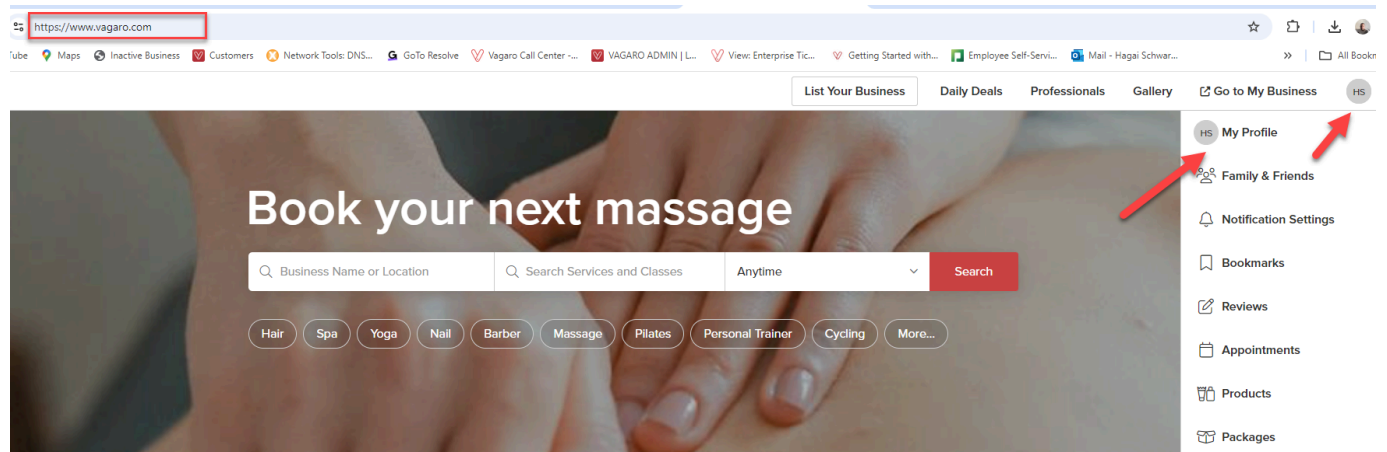 https://www.vagaro.com
Tube Maps Inactive Business Customers Network Tools: DNS... GoTo Resolve Vagaro Call Center -... VAGARO ADMIN | L... View: Enterprise Tic... Getting Started with... Employee Self-Servi... Mail - Hagai Schwar... » All Bookm
List Your Business Daily Deals Professionals Gallery Go to My Business HS
HS My Profile
Family & Friends
Notification Settings
Bookmarks
Reviews
Appointments
Products
Packages
Book your next massage
Business Name or Location Search Services and Classes Anytime Search
Hair Spa Yoga Nail Barber Massage Pilates Personal Trainer Cycling More...